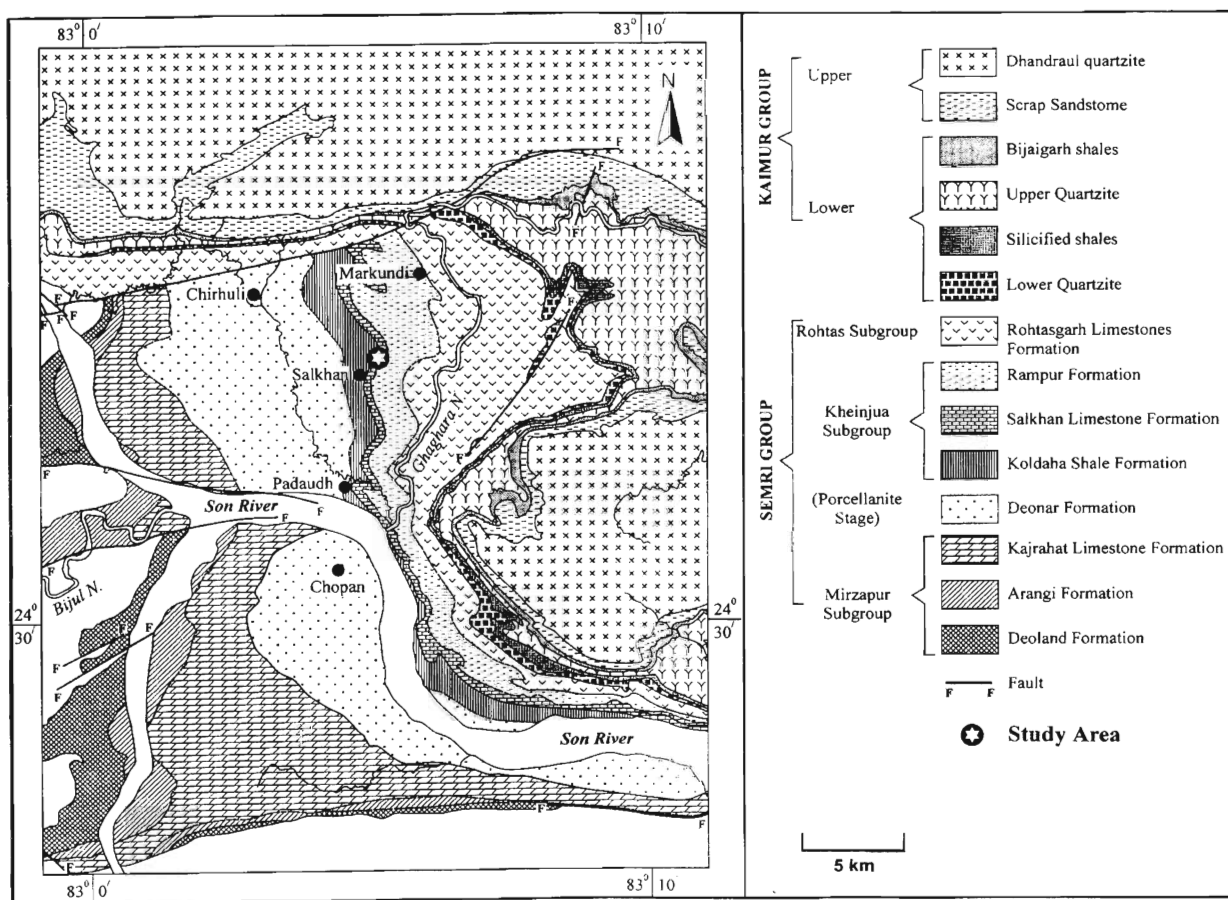 83° 0′
83° 10′
N
F
F
F
Markundi
Chirhuli
F
F
F
F
F
Salkhan
Ghaghara N.
F
Padaudh
F
Son River
F
F
F
Bijul N.
Chopan
24°
30′
24°
30′
F
F
F
F
Son River
F
F
F
83° 0′
83° 10′
KAIMUR GROUP
Upper
Lower
Dhandraul quartzite
Scrap Sandstome
Bijaigarh shales
Upper Quartzite
Silicified shales
Lower Quartzite
SEMRI GROUP
Rohtas Subgroup
Rohtasgarh Limestones
Formation
Kheinjua
Subgroup
Rampur Formation
Salkhan Limestone Formation
Koldaha Shale Formation
(Porcellanite
Stage)
Deonar Formation
Mirzapur
Subgroup
Kajrahat Limestone Formation
Arangi Formation
Deoland Formation
F F
Fault
Study Area
5 km